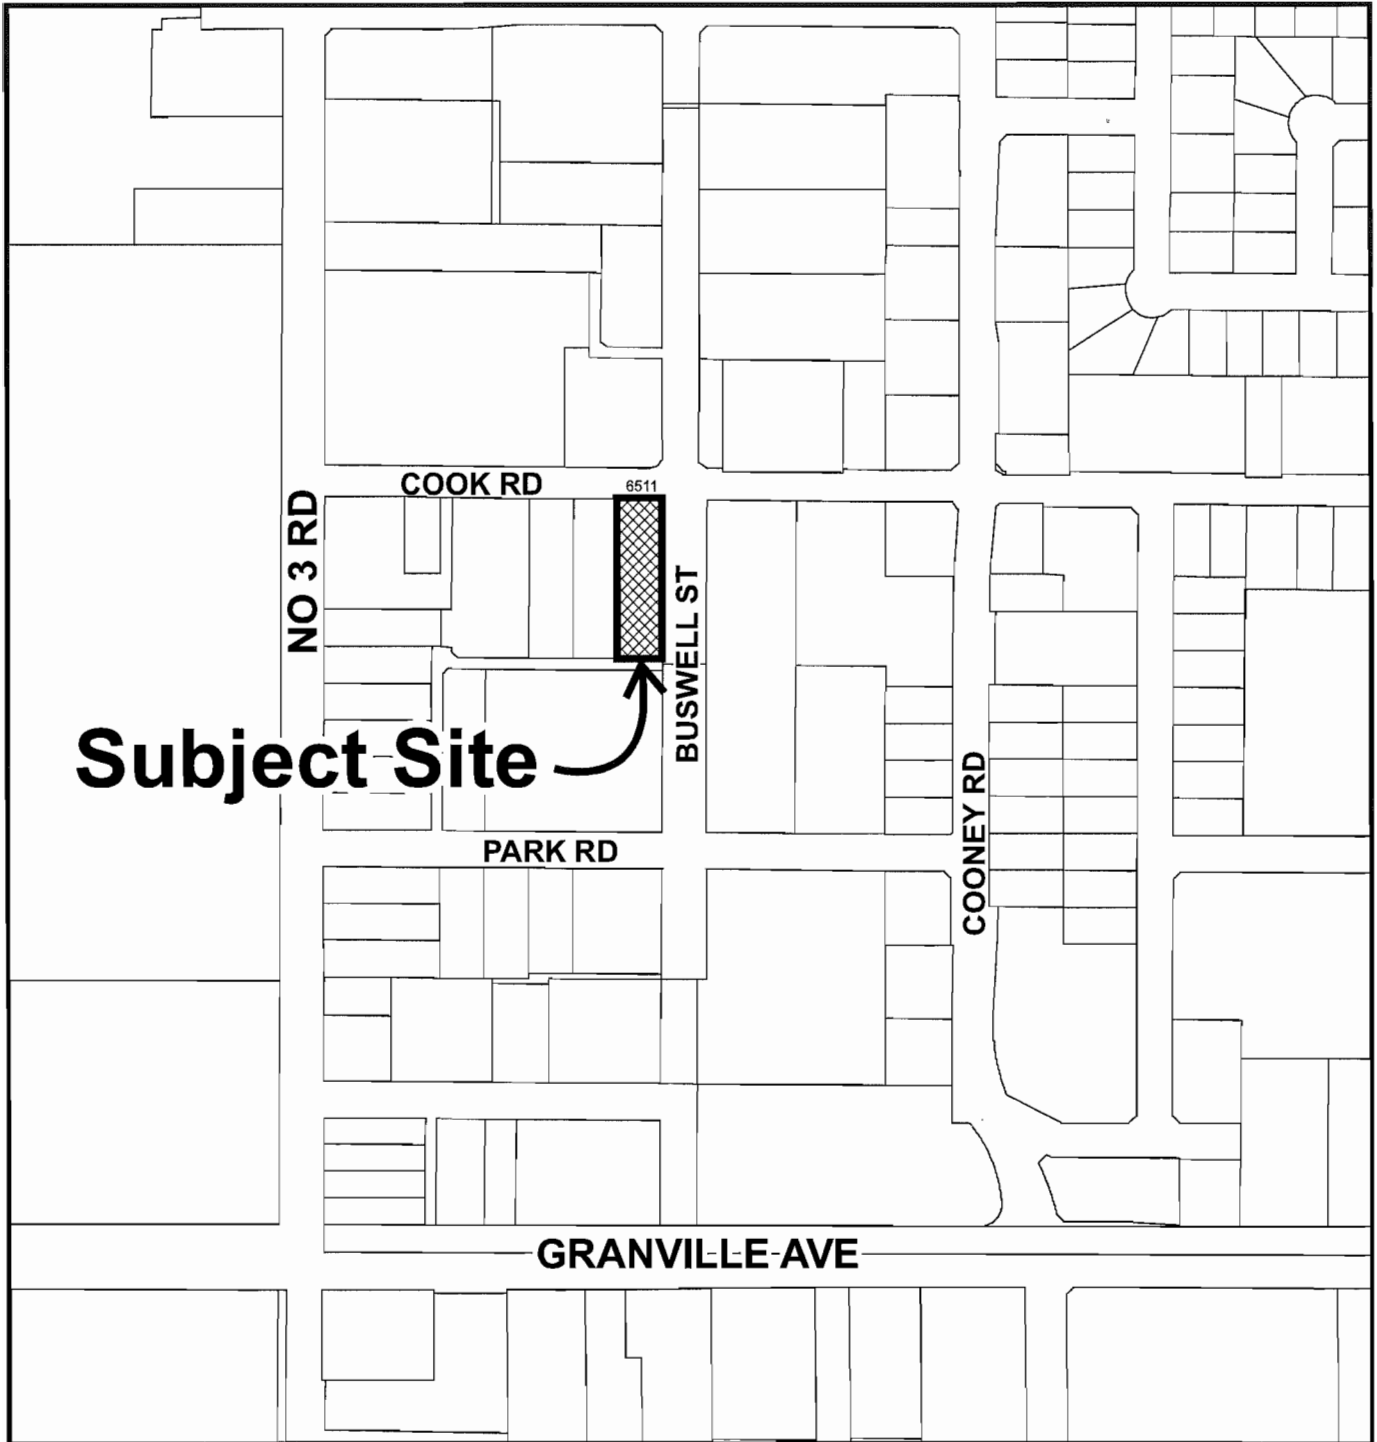 COOK RD
6511
NO 3 RD
BUSWELL ST
Subject Site
PARK RD
COONEY RD
GRANVILLE AVE